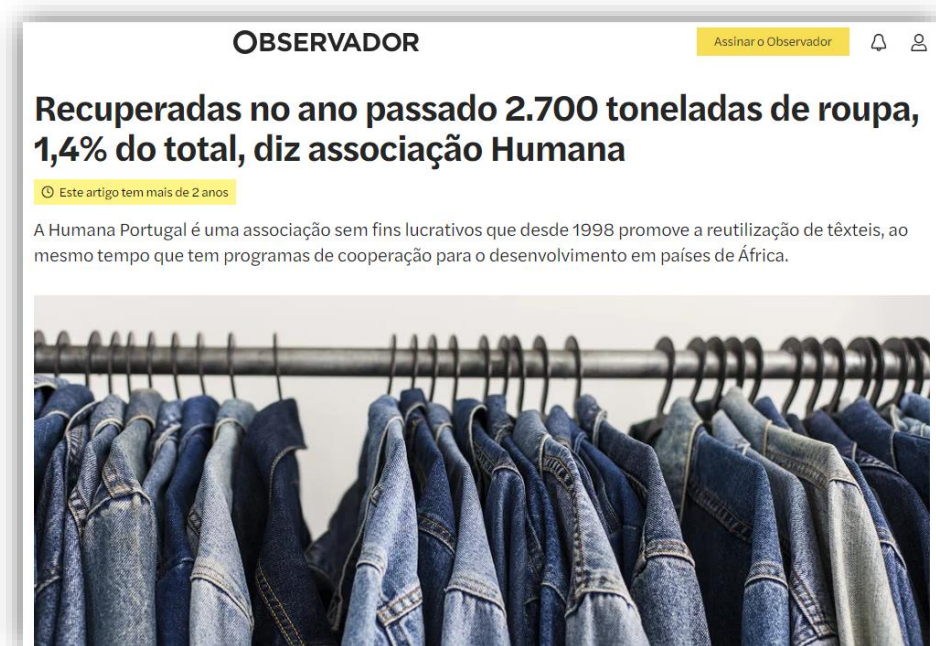 OBSERVADOR
Assinar o Observador
Recuperadas no ano passado 2.700 toneladas de roupa,
1,4% do total, diz associação Humana
Este artigo tem mais de 2 anos
A Humana Portugal é uma associação sem fins lucrativos que desde 1998 promove a reutilização de têxteis, ao
mesmo tempo que tem programas de cooperação para o desenvolvimento em países de África.